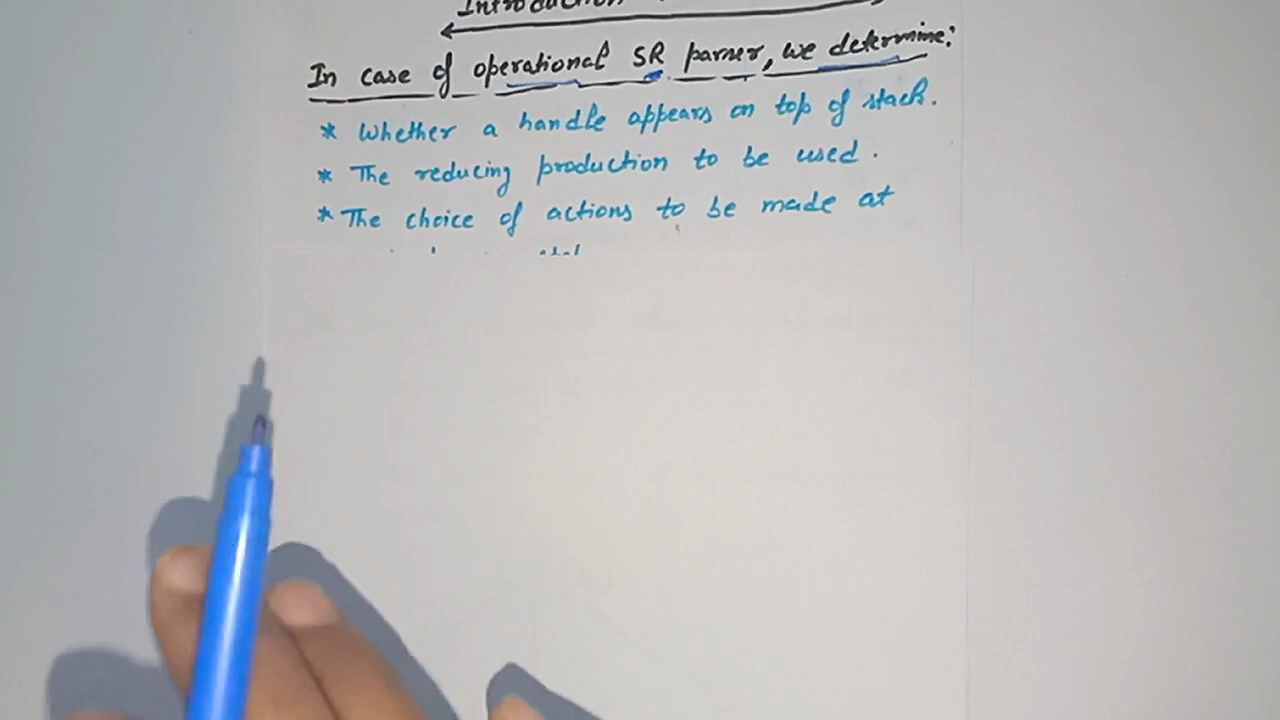 Introduction
In case of operational SR parser, we determine:
* Whether a handle appears on top of stack.
* The reducing production to be used.
* The choice of actions to be made at